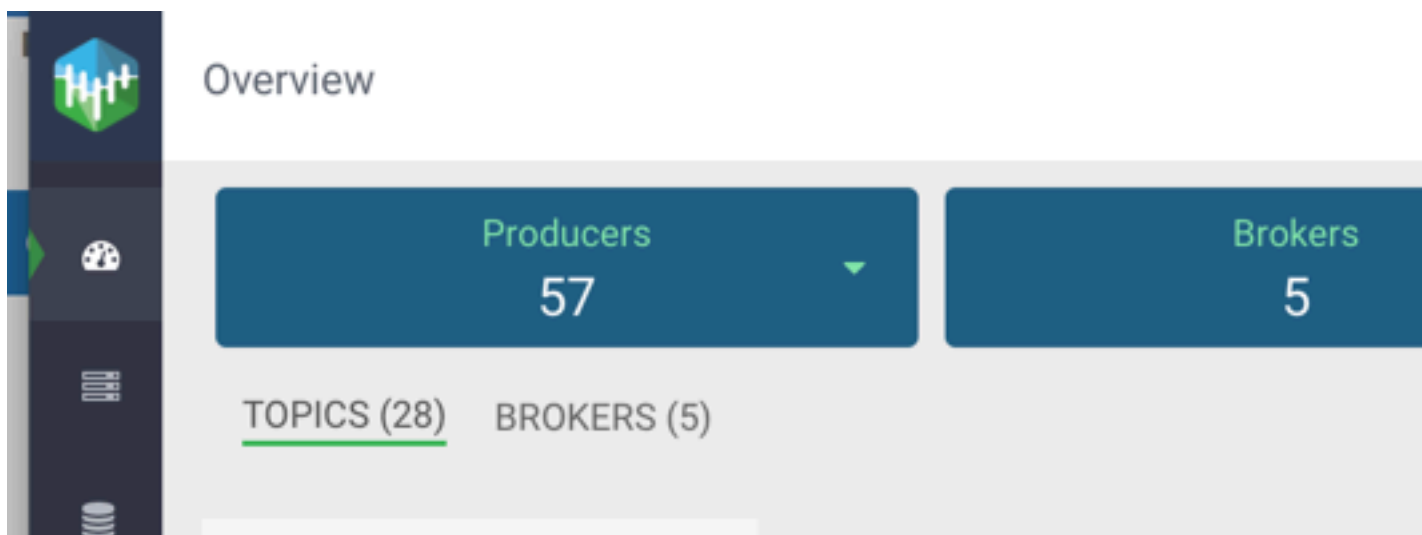 Overview
Producers
57
Brokers
5
TOPICS (28)
BROKERS (5)